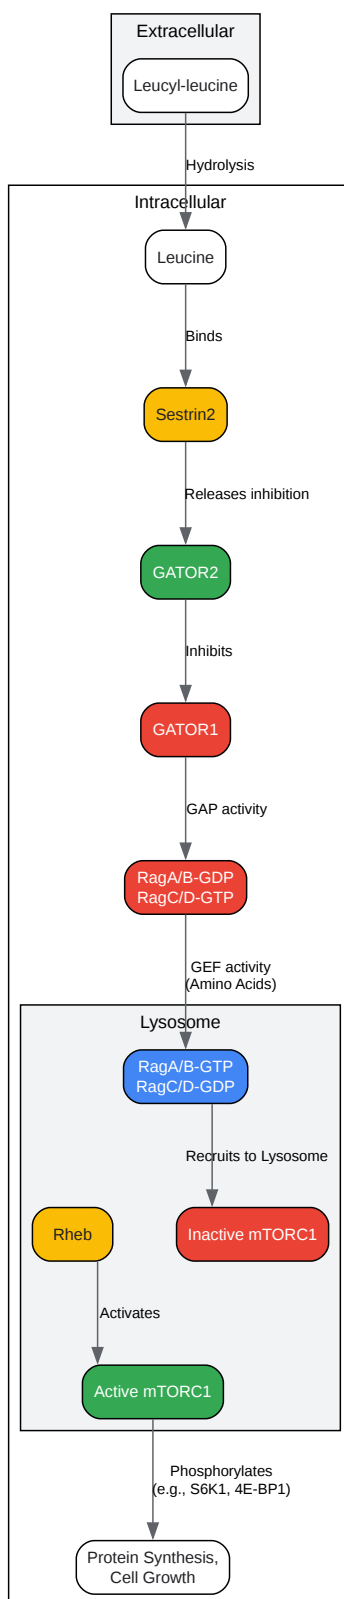 Extracellular
Leucyl-leucine
Hydrolysis
Intracellular
Leucine
Binds
Sestrin2
Releases inhibition
GATOR2
Inhibits
GATOR1
GAP activity
RagA/B-GDP
RagC/D-GTP
GEF activity
(Amino Acids)
Lysosome
RagA/B-GTP
RagC/D-GDP
Recruits to Lysosome
Rheb
Inactive mTORC1
Activates
Active mTORC1
Phosphorylates
(e.g., S6K1, 4E-BP1)
Protein Synthesis,
Cell Growth